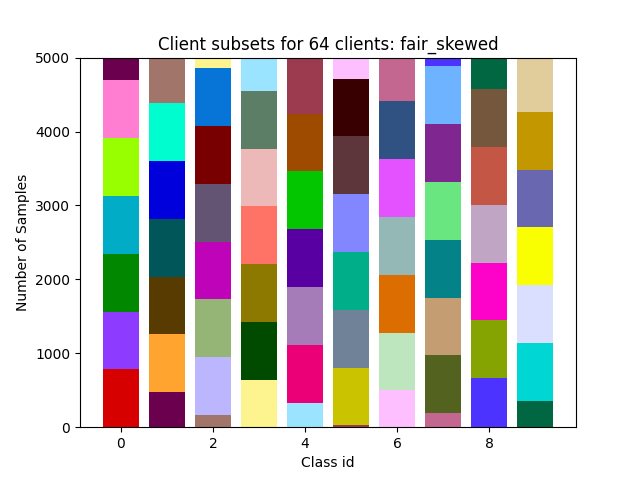 Client subsets for 64 clients: fair_skewed
Number of Samples
5000
4000
3000
2000
1000
0
0 2 4 6 8
Class id